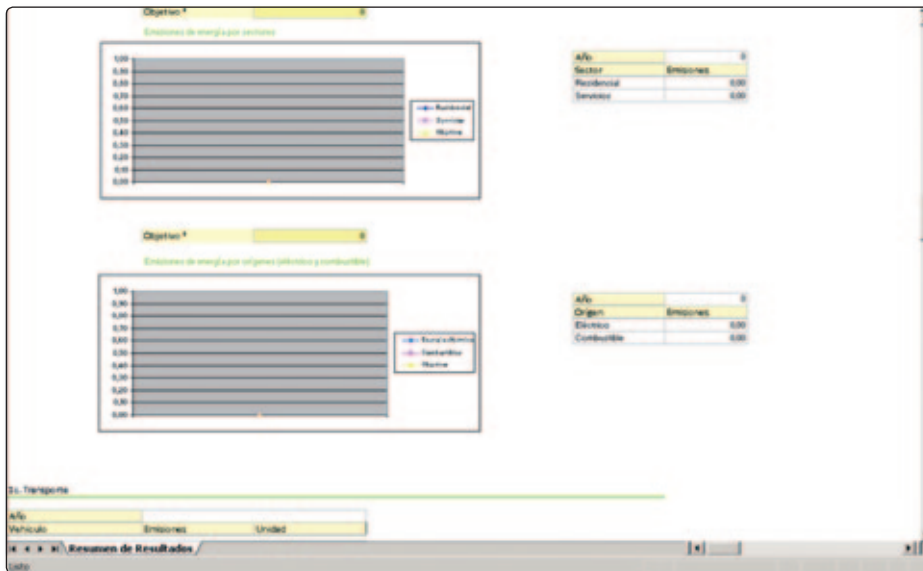 Objetivo * 0
Emisiones de energía por sectores
Año 0
Sector Emisiones
Residencial 0,00
Servicios 0,00
1,00
0,90
0,80
0,70
0,60
0,50
0,40
0,30
0,20
0,10
0,00
Residencial
Servicios
Objetivo * 0
Emisiones de energía por orígenes (eléctrico y combustible)
Año 0
Origen Emisiones
Eléctrico 0,00
Combustible 0,00
1,00
0,90
0,80
0,70
0,60
0,50
0,40
0,30
0,20
0,10
0,00
Combustible
Transporte
Año
Vehículo Emisiones Unidad
Resumen de Resultados
Listo